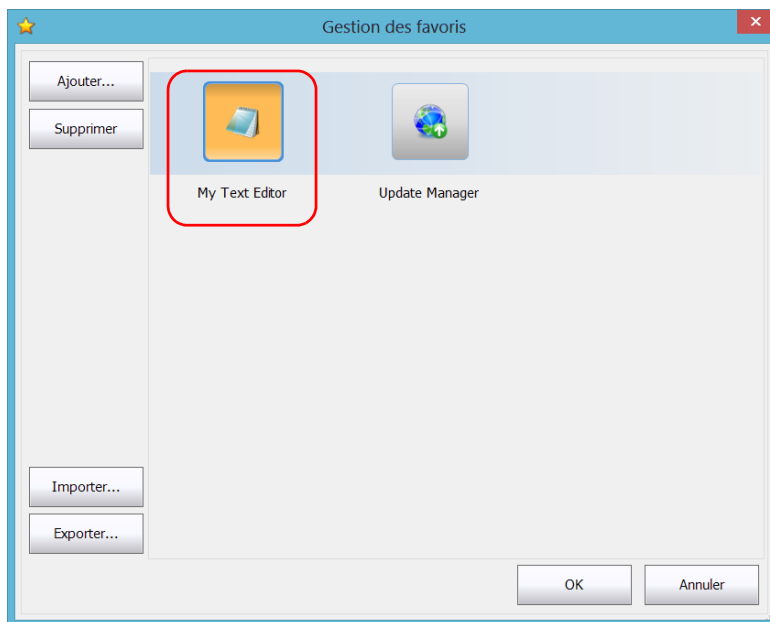 Gestion des favoris
Ajouter...
Supprimer
My Text Editor
Update Manager
Importer...
Exporter...
OK
Annuler